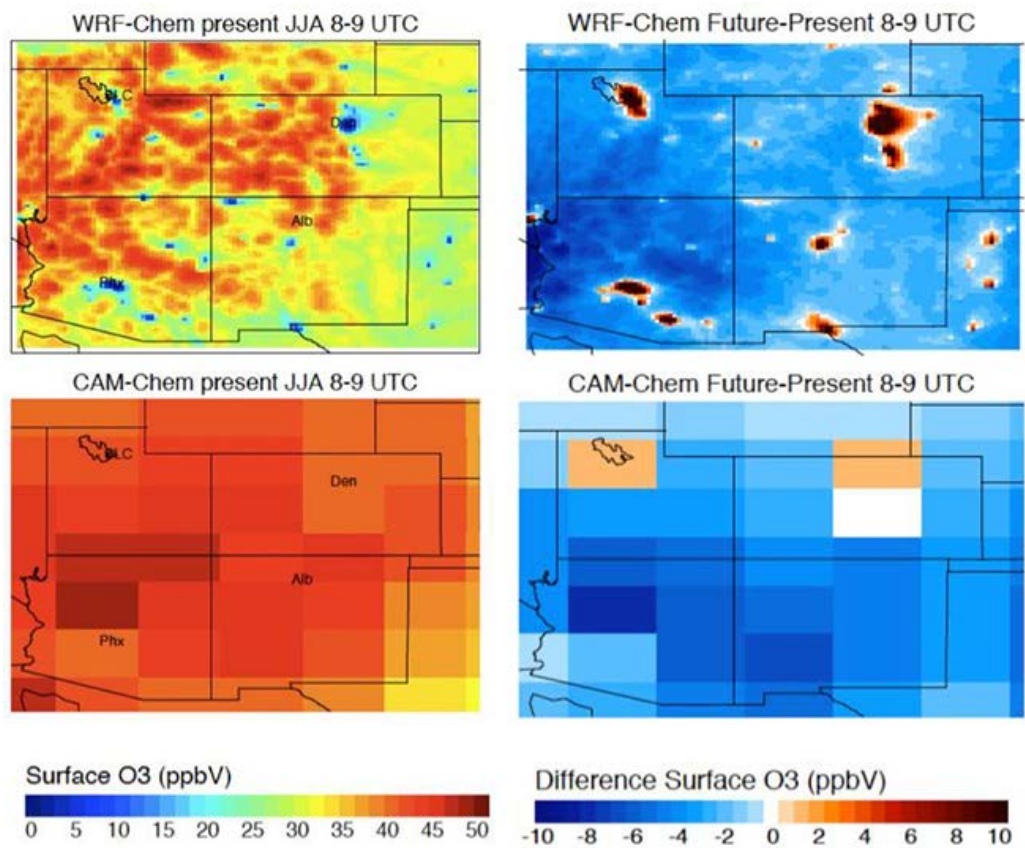 WRF-Chem present JJA 8-9 UTC
WRF-Chem Future-Present 8-9 UTC
SLC
Den
Alb
Phx
CAM-Chem present JJA 8-9 UTC
CAM-Chem Future-Present 8-9 UTC
SLC
Den
Alb
Phx
Surface O3 (ppbV)
0 5 10 15 20 25 30 35 40 45 50
Difference Surface O3 (ppbV)
-10 -8 -6 -4 -2 0 2 4 6 8 10